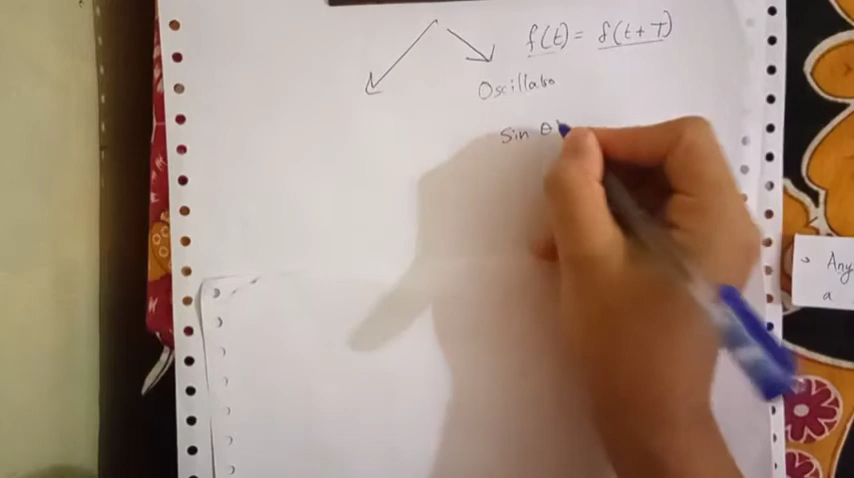 f(t) = f(t+T)
Oscillato
Sin θ
Any
a